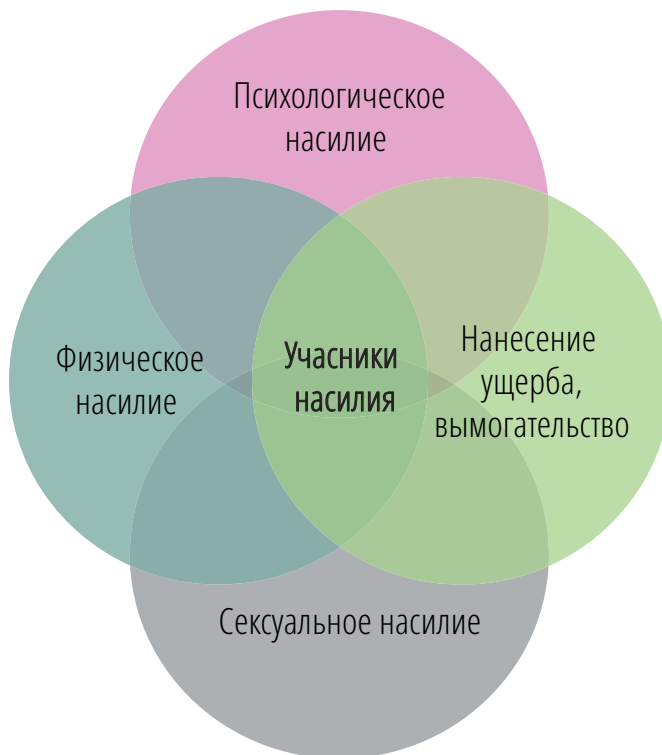 Психологическое
насилие
Физическое
насилие
Учасники
насилия
Нанесение
ущерба,
вымогательство
Сексуальное насилие